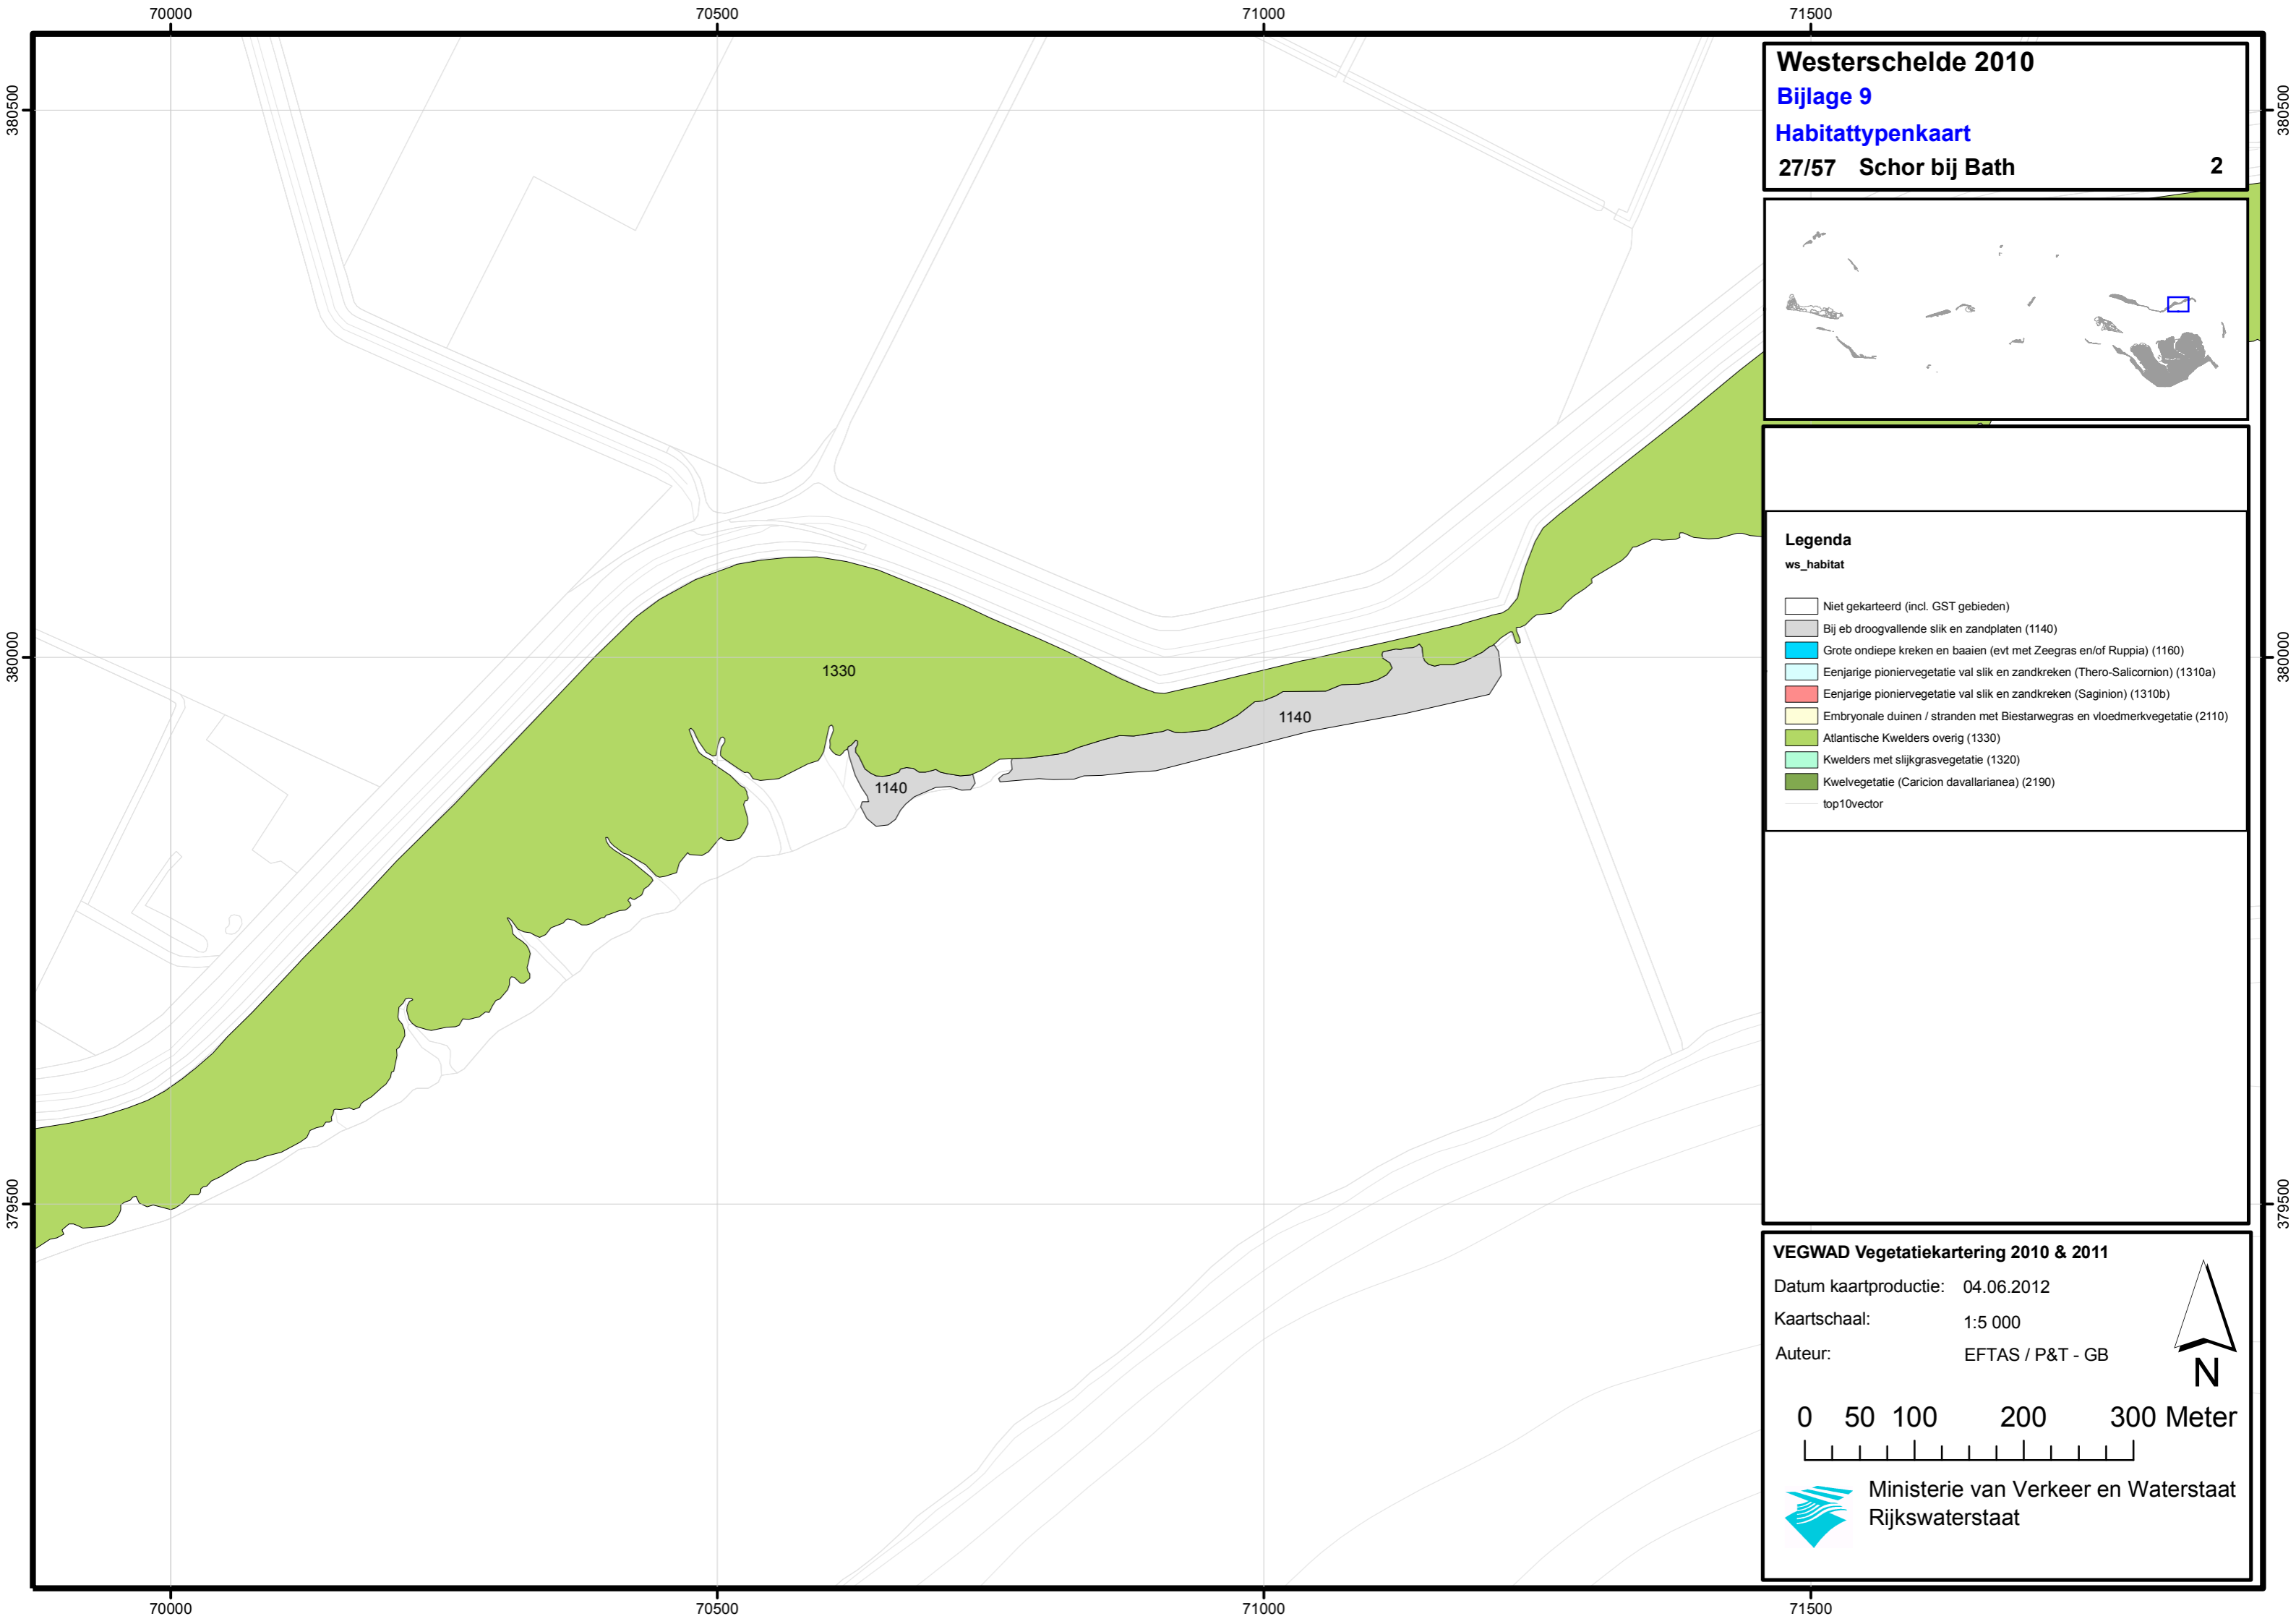 70000 70500 71000 71500
380500 380500
380000 380000
379500 379500
Westerschelde 2010
Bijlage 9
Habitattypenkaart
27/57 Schor bij Bath 2
1330
1140
1140
Legenda
ws_habitat
Niet gekarteerd (incl. GST gebieden)
Bij eb droogvallende slik en zandplaten (1140)
Grote ondiepe kreken en baaien (evt met Zeegras en/of Ruppia) (1160)
Eenjarige pioniervegetatie val slik en zandkreken (Thero-Salicornion) (1310a)
Eenjarige pioniervegetatie val slik en zandkreken (Saginion) (1310b)
Embryonale duinen / stranden met Biestarwegras en vloedmerkvegetatie (2110)
Atlantische Kwelders overig (1330)
Kwelders met slijkgrasvegetatie (1320)
Kwelvegetatie (Caricion davallarianea) (2190)
top10vector
VEGWAD Vegetatiekartering 2010 & 2011
Datum kaartproductie: 04.06.2012
Kaartschaal: 1:5 000
Auteur: EFTAS / P&T - GB
N
0 50 100 200 300 Meter
Ministerie van Verkeer en Waterstaat
Rijkswaterstaat
70000 70500 71000 71500